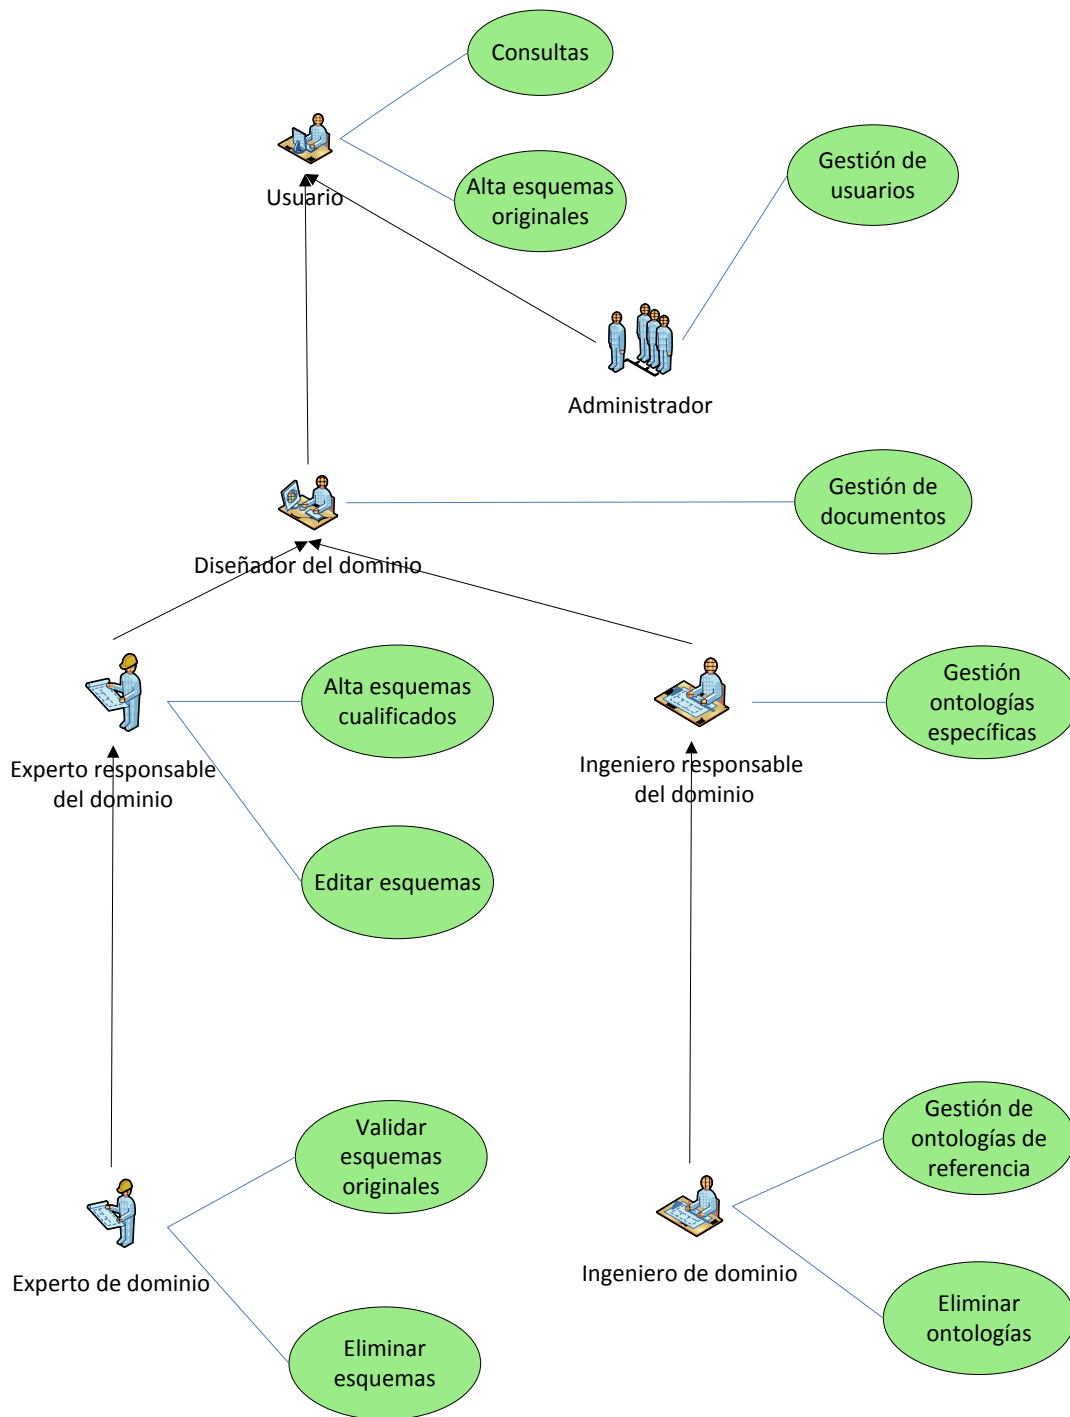 Consultas
Gestión de
usuarios
Alta esquemas
originales
Usuario
Administrador
Gestión de
documentos
Diseñador del dominio
Alta esquemas
cualificados
Gestión
ontologías
específicas
Experto responsable
del dominio
Ingeniero responsable
del dominio
Editar esquemas
Validar
esquemas
originales
Gestión de
ontologías de
referencia
Experto de dominio
Ingeniero de dominio
Eliminar
esquemas
Eliminar
ontologías